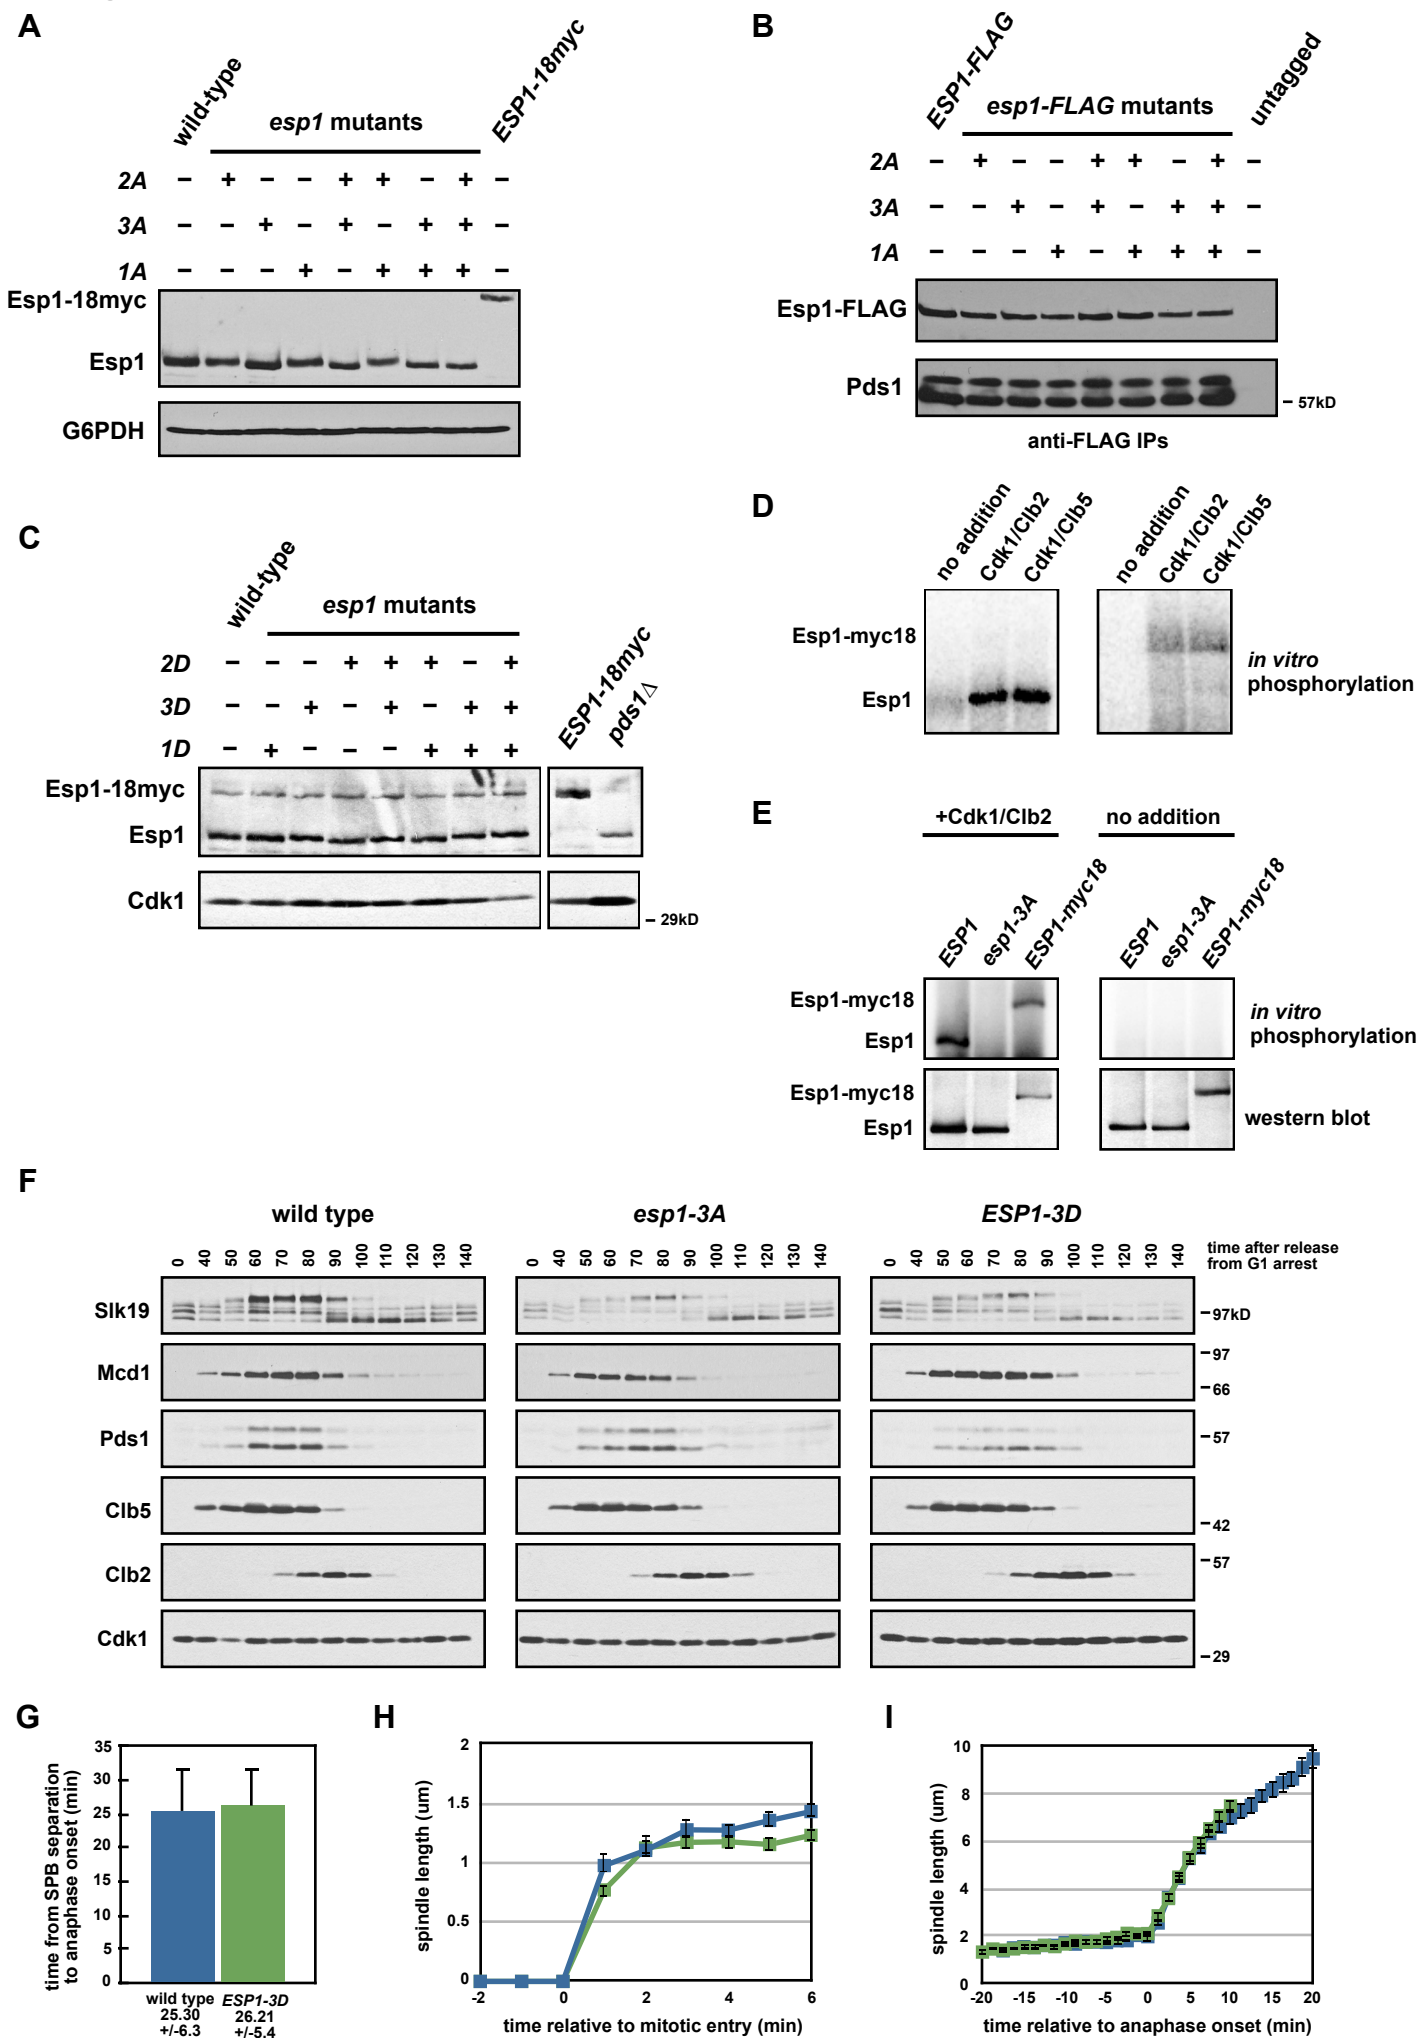 A
wild-type
esp1 mutants
ESP1-18myc
2A − + − − + + − + −
3A − − + − + − + + −
1A − − − + − + + + −
Esp1-18myc
Esp1
G6PDH
B
ESP1-FLAG
esp1-FLAG mutants
untagged
2A − + − − + + − + −
3A − − + − + − + + −
1A − − − + − + + + −
Esp1-FLAG
Pds1
57kD
anti-FLAG IPs
C
wild-type
esp1 mutants
ESP1-18myc
pds1Δ
2D − − − + + + − +
3D − − + − + − + +
1D − + − − − + + +
Esp1-18myc
Esp1
Cdk1
29kD
D
no addition
Cdk1/Clb2
Cdk1/Clb5
no addition
Cdk1/Clb2
Cdk1/Clb5
Esp1-myc18
Esp1
in vitro
phosphorylation
E
+Cdk1/Clb2
no addition
ESP1
esp1-3A
ESP1-myc18
ESP1
esp1-3A
ESP1-myc18
Esp1-myc18
Esp1
in vitro
phosphorylation
Esp1-myc18
Esp1
western blot
F
wild type
esp1-3A
ESP1-3D
0 40 50 60 70 80 90 100 110 120 130 140
0 40 50 60 70 80 90 100 110 120 130 140
0 40 50 60 70 80 90 100 110 120 130 140
time after release
from G1 arrest
Slk19
97kD
Mcd1
97
66
Pds1
57
Clb5
42
Clb2
57
Cdk1
29
G
time from SPB separation
to anaphase onset (min)
35
30
25
20
15
10
5
0
wild type
25.30
+/-6.3
ESP1-3D
26.21
+/-5.4
H
spindle length (um)
2
1.5
1
0.5
0
-2 0 2 4 6
time relative to mitotic entry (min)
I
spindle length (um)
10
8
6
4
2
0
-20 -15 -10 -5 0 5 10 15 20
time relative to anaphase onset (min)